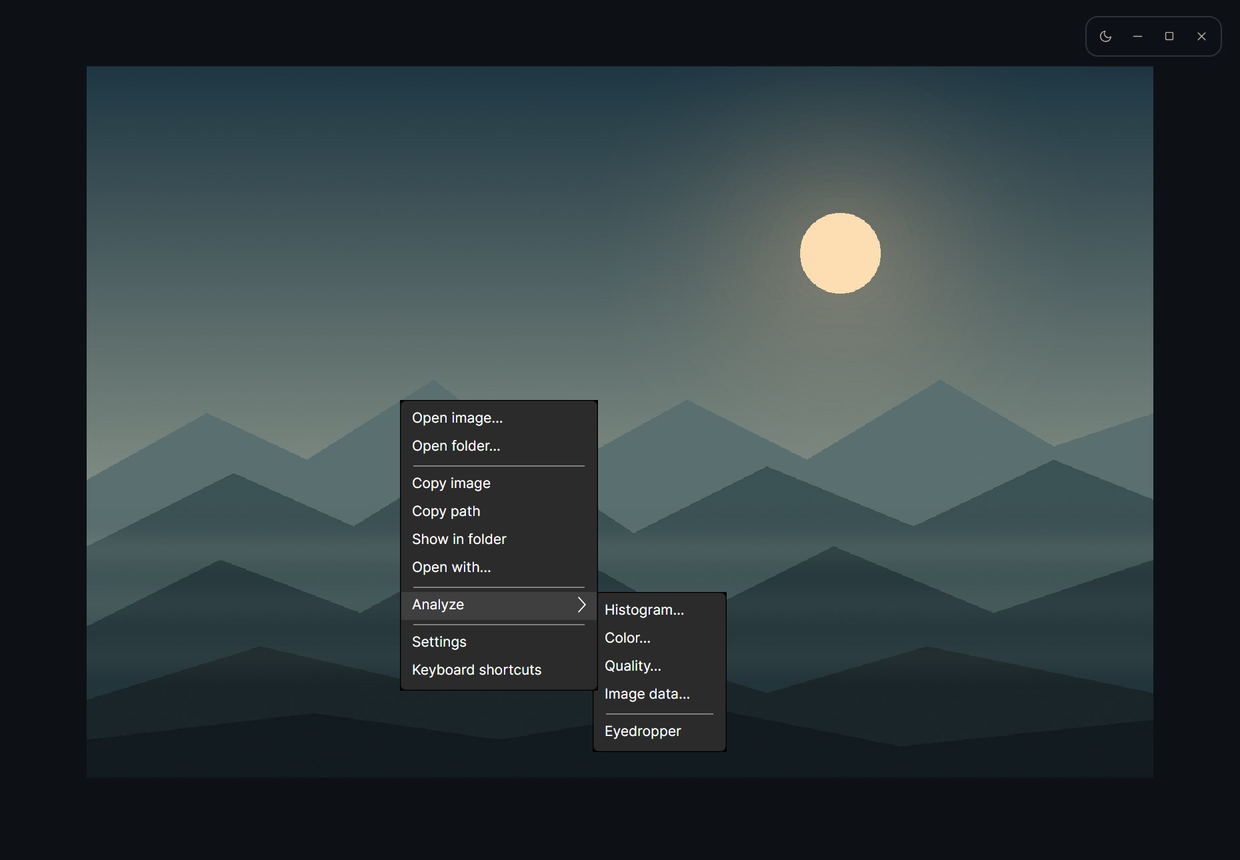 Open image...
Open folder...
Copy image
Copy path
Show in folder
Open with...
Analyze
Settings
Keyboard shortcuts
Histogram...
Color...
Quality...
Image data...
Eyedropper